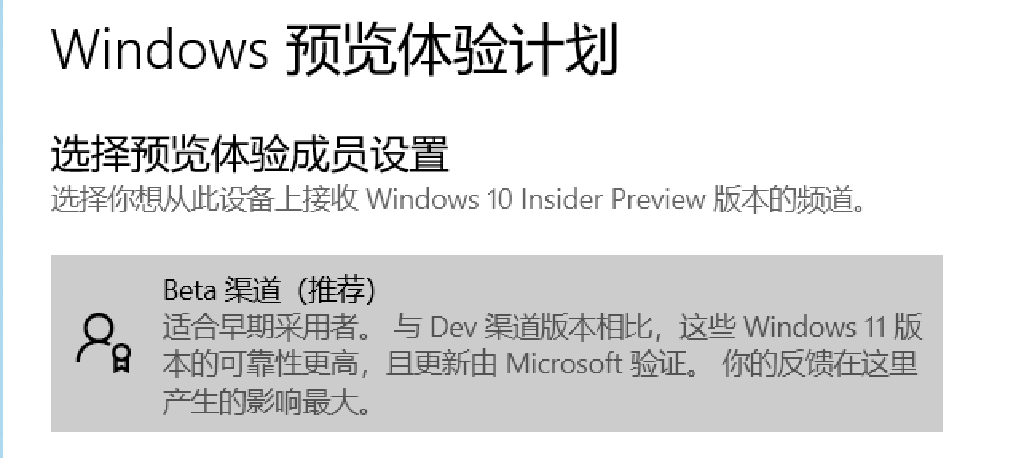 Windows 预览体验计划
选择预览体验成员设置
选择你想从此设备上接收 Windows 10 Insider Preview 版本的频道。
Beta 渠道（推荐）
适合早期采用者。 与 Dev 渠道版本相比，这些 Windows 11 版
本的可靠性更高，且更新由 Microsoft 验证。 你的反馈在这里
产生的影响最大。